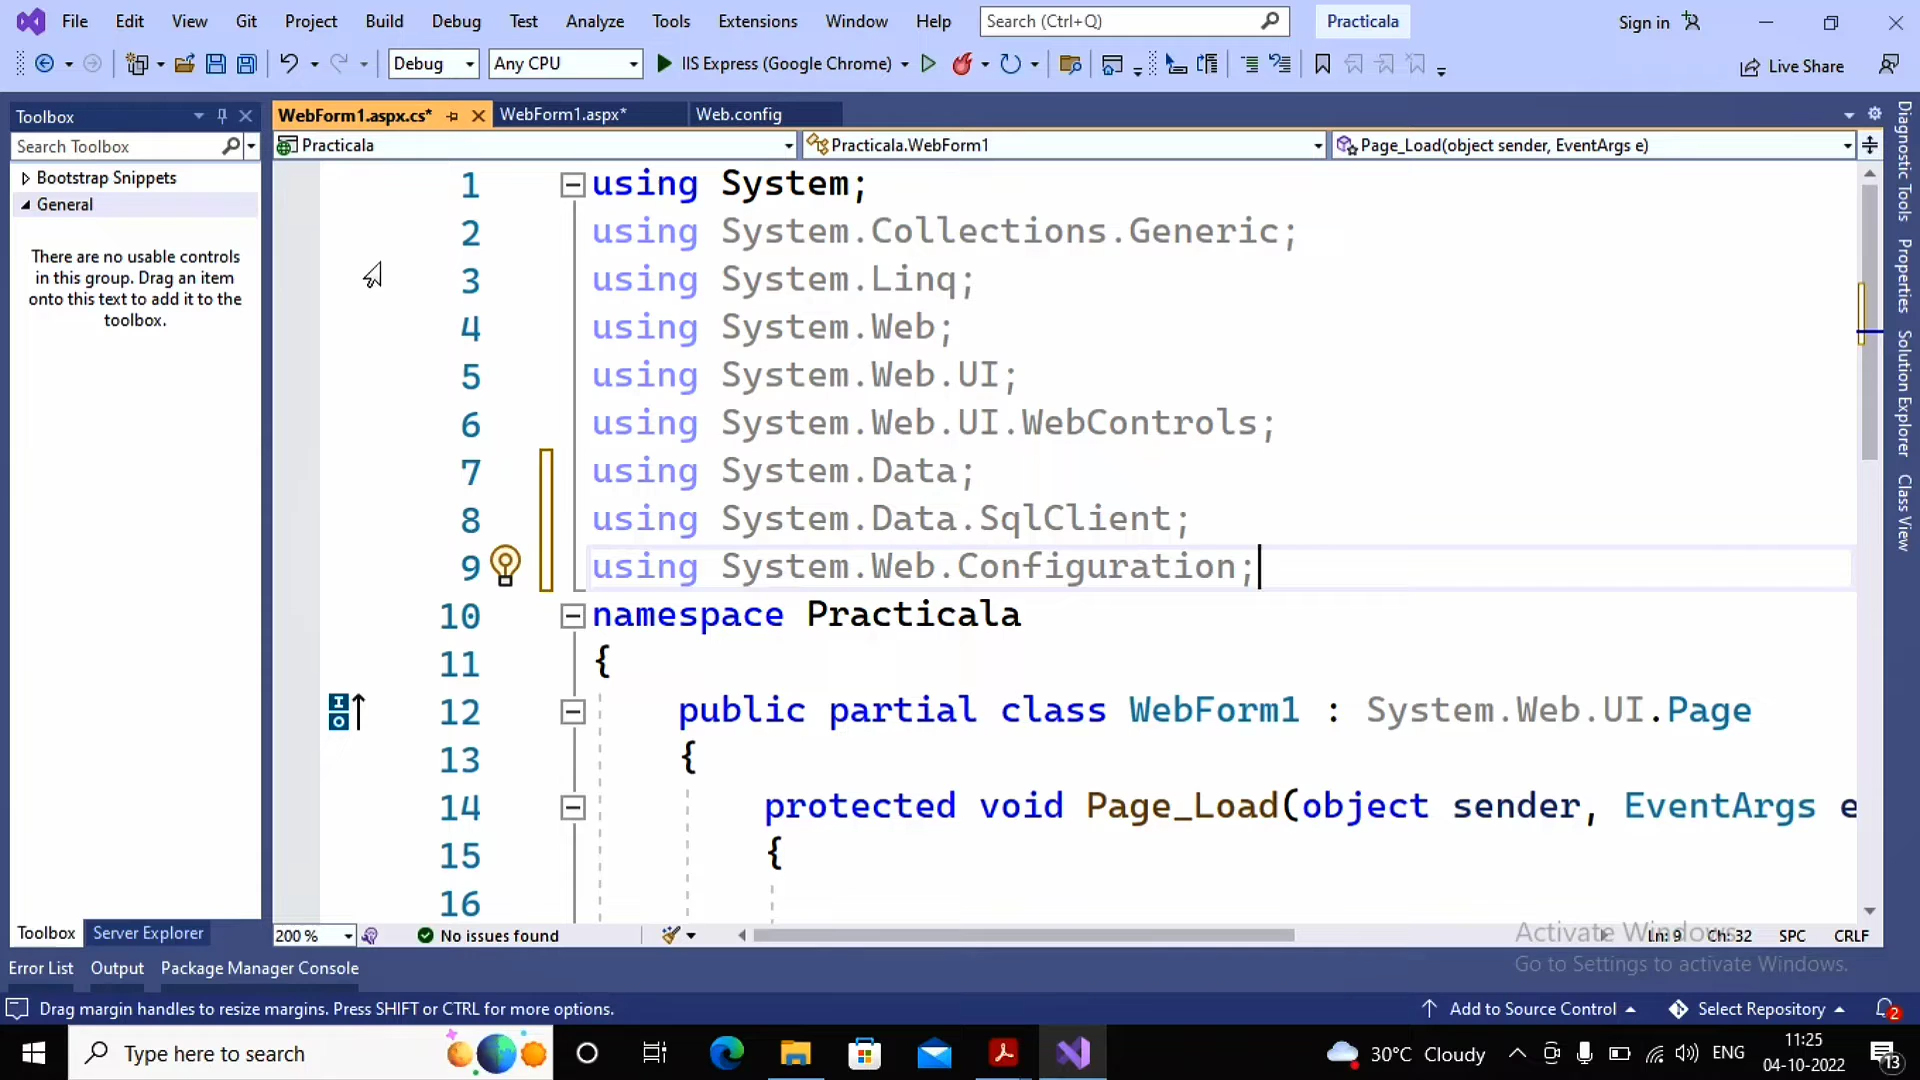 File Edit View Git Project Build Debug Test Analyze Tools Extensions Window Help Search (Ctrl+Q) Practicala Sign in
Debug Any CPU IIS Express (Google Chrome) Live Share
Toolbox
Search Toolbox
Bootstrap Snippets
General
There are no usable controls
in this group. Drag an item
onto this text to add it to the
toolbox.
Toolbox Server Explorer
WebForm1.aspx.cs* WebForm1.aspx* Web.config
Practicala Practicala.WebForm1 Page_Load(object sender, EventArgs e)
1 using System;
2 using System.Collections.Generic;
3 using System.Linq;
4 using System.Web;
5 using System.Web.UI;
6 using System.Web.UI.WebControls;
7 using System.Data;
8 using System.Data.SqlClient;
9 using System.Web.Configuration;
10 namespace Practicala
11 {
12 public partial class WebForm1 : System.Web.UI.Page
13 {
14 protected void Page_Load(object sender, EventArgs e
15 {
16
200 % No issues found Ln: 9 Ch: 32 SPC CRLF
Activate Windows
Go to Settings to activate Windows.
Diagnostic Tools
Properties
Solution Explorer
Class View
Error List Output Package Manager Console
Drag margin handles to resize margins. Press SHIFT or CTRL for more options. Add to Source Control Select Repository 2
Type here to search 30°C Cloudy ENG 11:25
04-10-2022 13